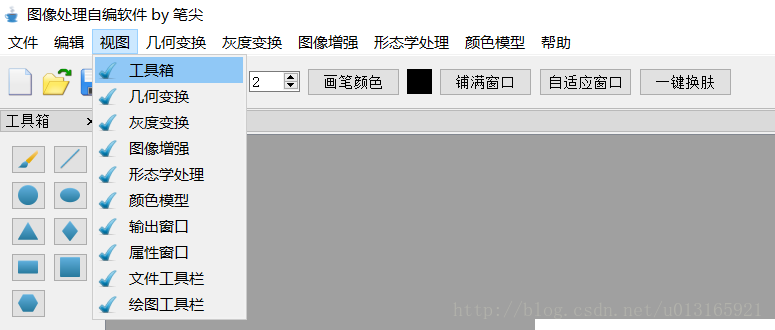 图像处理自编软件 by 笔尖
文件 编辑 视图 几何变换 灰度变换 图像增强 形态学处理 颜色模型 帮助
2 画笔颜色 铺满窗口 自适应窗口 一键换肤
工具箱 ×
工具箱
几何变换
灰度变换
图像增强
形态学处理
颜色模型
输出窗口
属性窗口
文件工具栏
绘图工具栏
http://blog.csdn.net/u013165921